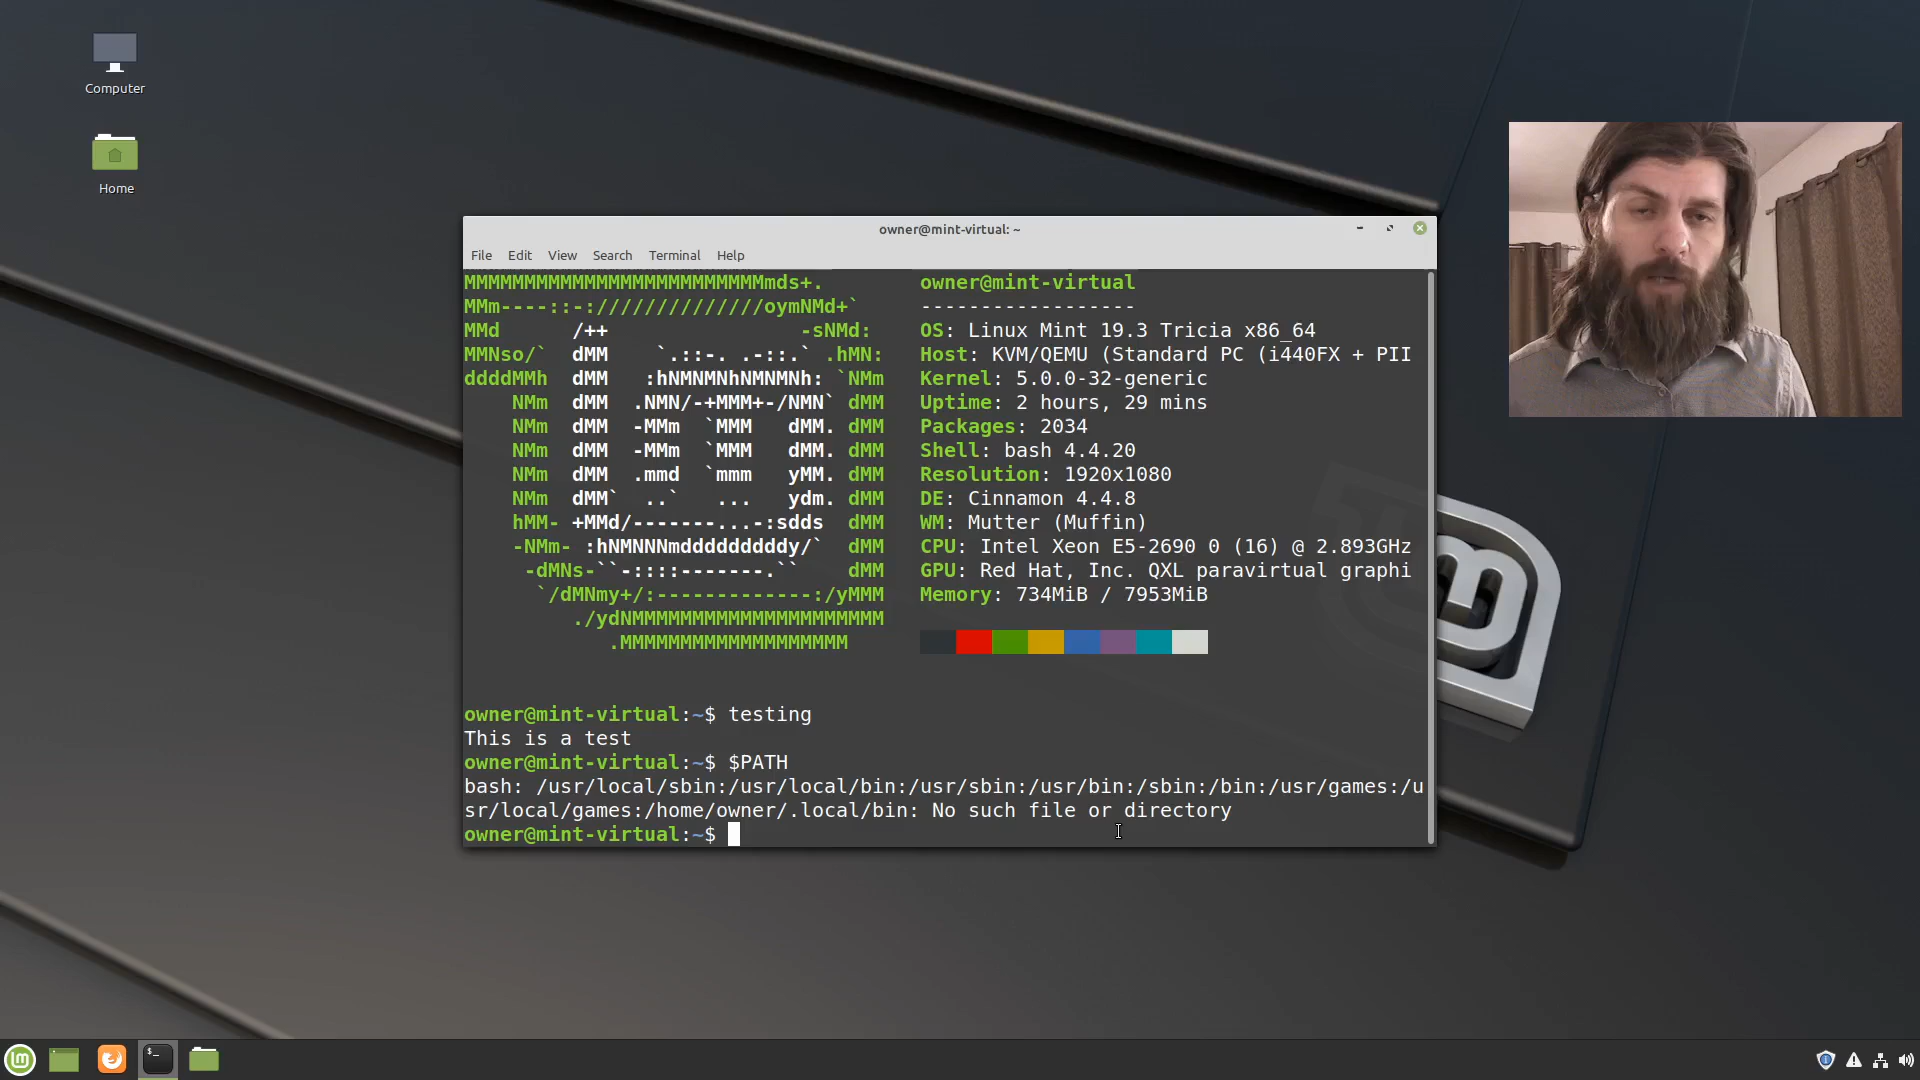 Computer
Home
owner@mint-virtual: ~
File Edit View Search Terminal Help
MMMMMMMMMMMMMMMMMMMMMMMMMmds+. owner@mint-virtual
MMm----::-://////////////oymNMd+` ------------------
MMd /++ -sNMd: OS: Linux Mint 19.3 Tricia x86_64
MMNso/` dMM `.::-. .-::.` .hMN: Host: KVM/QEMU (Standard PC (i440FX + PII
ddddMMh dMM :hNMNMNhNMNMNh: `NMm Kernel: 5.0.0-32-generic
NMm dMM .NMN/-+MMM+-/NMN` dMM Uptime: 2 hours, 29 mins
NMm dMM -MMm `MMM dMM. dMM Packages: 2034
NMm dMM -MMm `MMM dMM. dMM Shell: bash 4.4.20
NMm dMM .mmd `mmm yMM. dMM Resolution: 1920x1080
NMm dMM` ..` ... ydm. dMM DE: Cinnamon 4.4.8
hMM- +MMd/-------...-:sdds dMM WM: Mutter (Muffin)
-NMm- :hNMNNNmdddddddddy/` dMM CPU: Intel Xeon E5-2690 0 (16) @ 2.893GHz
-dMNs-``-::::-------.`` dMM GPU: Red Hat, Inc. QXL paravirtual graphi
`/dMNmy+/:-------------:/yMMM Memory: 734MiB / 7953MiB
./ydNMMMMMMMMMMMMMMMMMMMMM
.MMMMMMMMMMMMMMMMMMM
owner@mint-virtual:~$ testing
This is a test
owner@mint-virtual:~$ $PATH
bash: /usr/local/sbin:/usr/local/bin:/usr/sbin:/usr/bin:/sbin:/bin:/usr/games:/u
sr/local/games:/home/owner/.local/bin: No such file or directory
owner@mint-virtual:~$